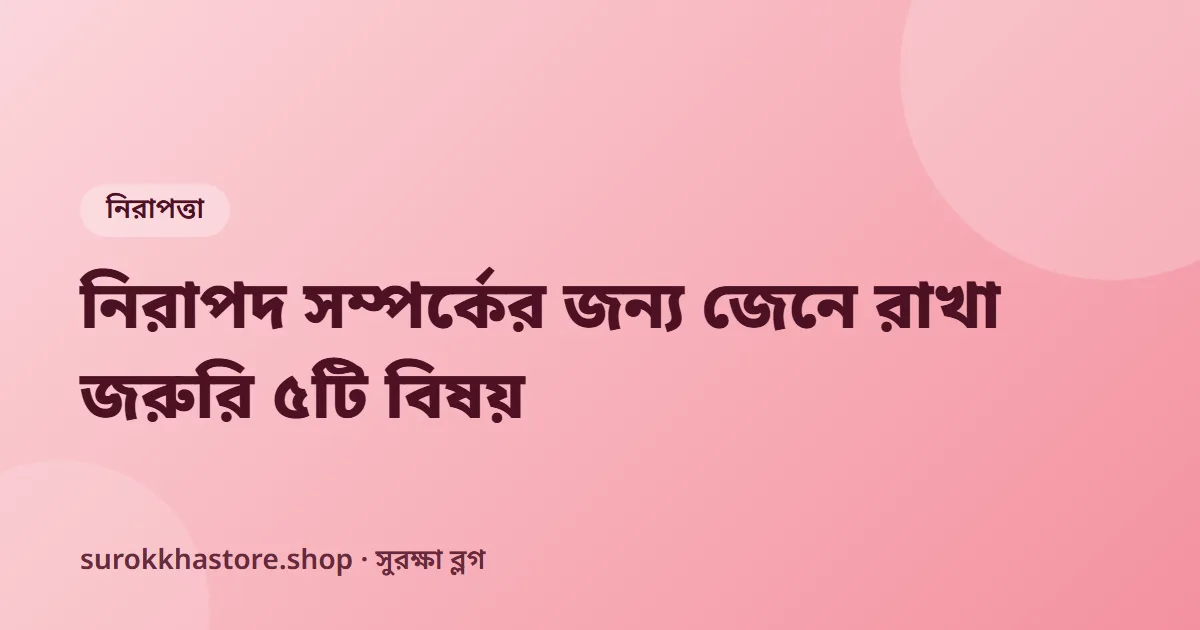 নিরাপত্তা
নিরাপদ সম্পর্কের জন্য জেনে রাখা
জরুরি ৫টি বিষয়
surokkhastore.shop · সুরক্ষা ব্লগ